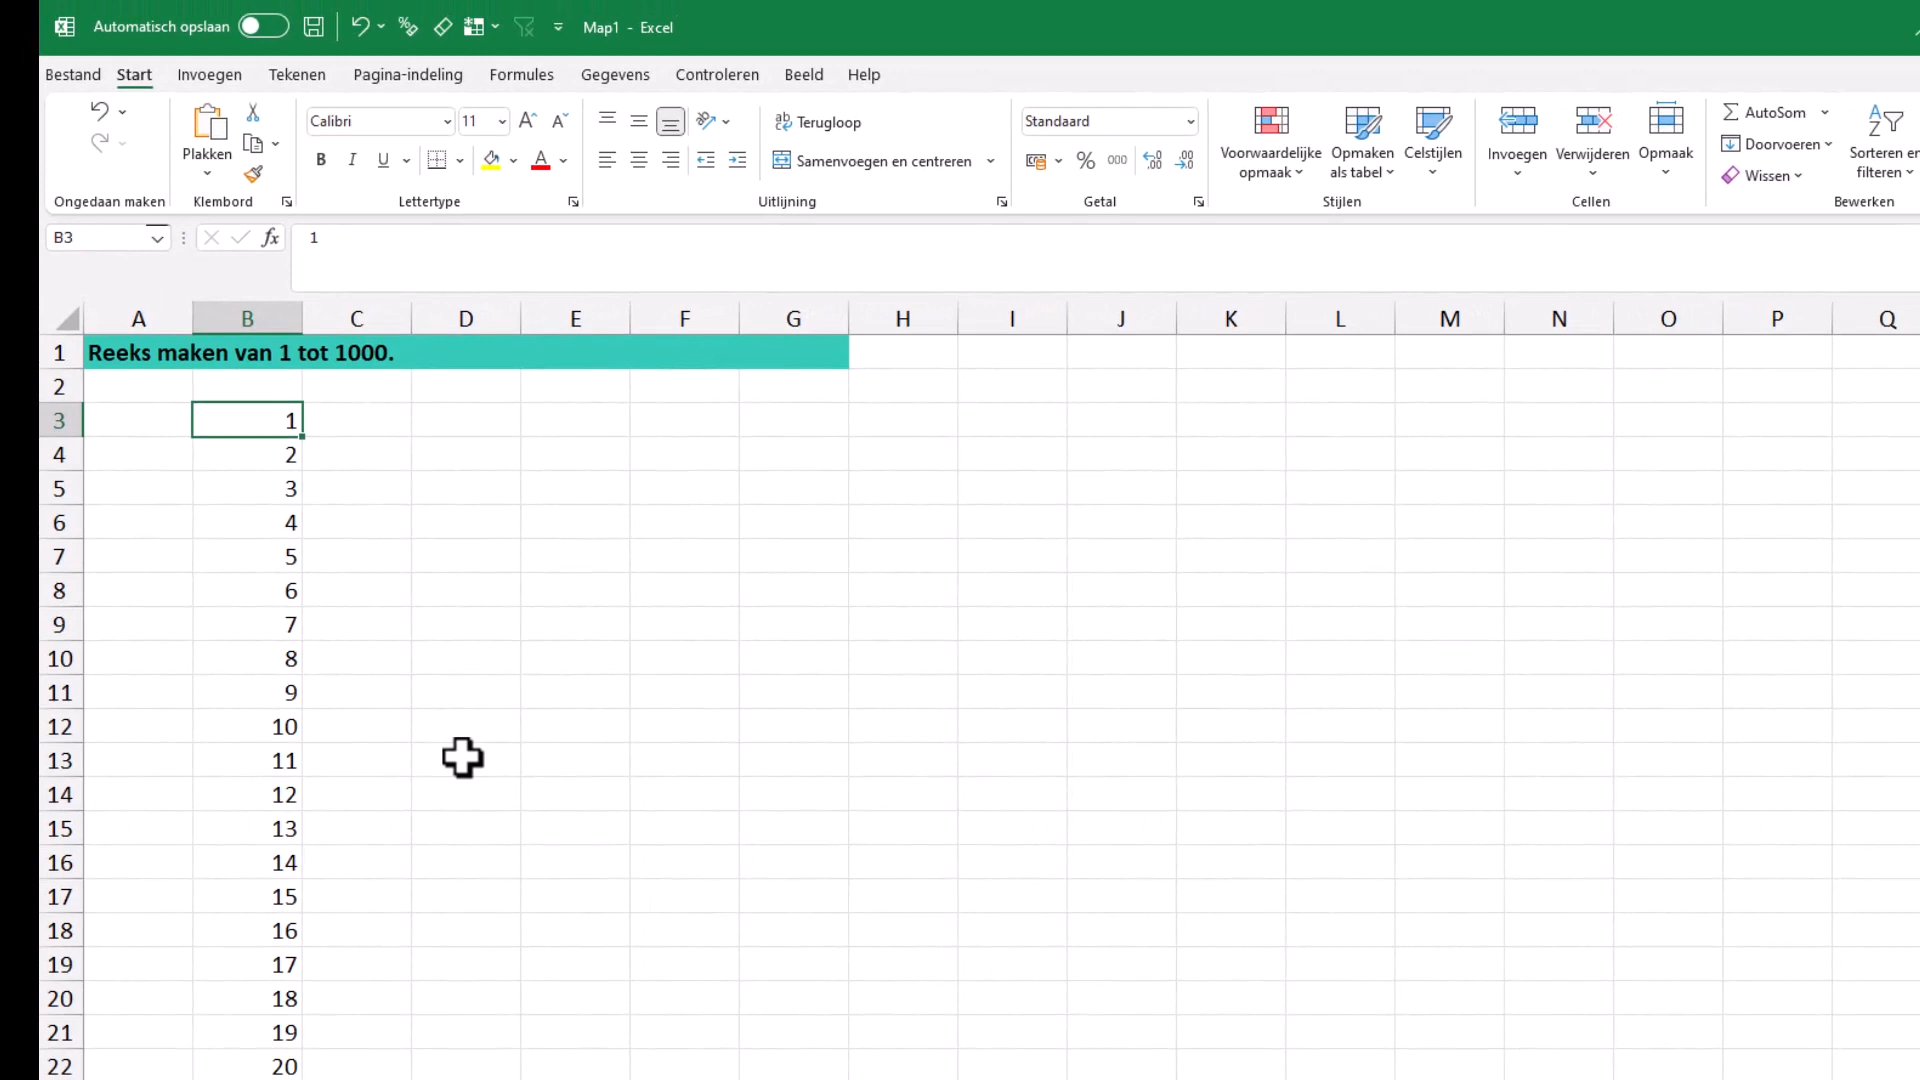 Automatisch opslaan Map1 - Excel
Bestand Start Invoegen Tekenen Pagina-indeling Formules Gegevens Controleren Beeld Help
Calibri 11 Terugloop Standaard AutoSom
Plakken Voorwaardelijke opmaak Opmaken als tabel Celstijlen Invoegen Verwijderen Opmaak Doorvoeren Sorteren en filteren
B I U A Samenvoegen en centreren % 000 Wissen
Ongedaan maken Klembord Lettertype Uitlijning Getal Stijlen Cellen Bewerken
B3 fx 1
A B C D E F G H I J K L M N O P Q
1 Reeks maken van 1 tot 1000.
2
3 1
4 2
5 3
6 4
7 5
8 6
9 7
10 8
11 9
12 10
13 11
14 12
15 13
16 14
17 15
18 16
19 17
20 18
21 19
22 20